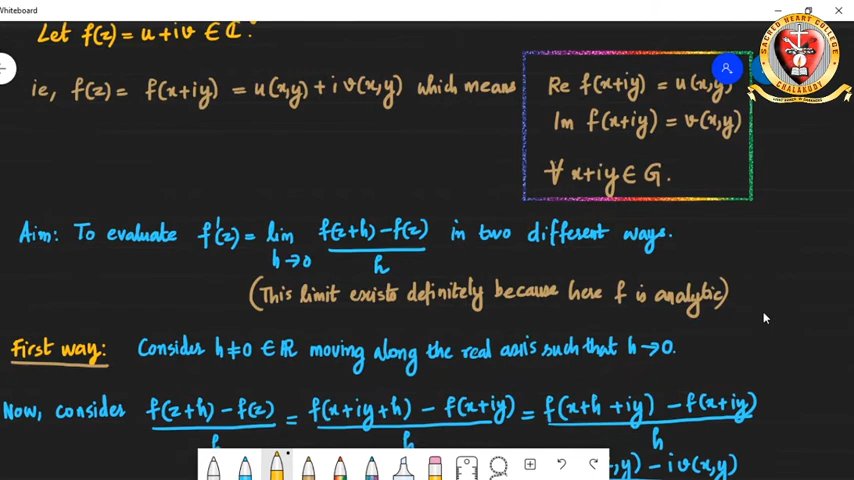 Whiteboard
Let f(z) = u + iv ∈ ℂ.
ie, f(z) = f(x+iy) = u(x,y) + i v(x,y) which means
Re f(x+iy) = u(x,y)
Im f(x+iy) = v(x,y)
∀ x+iy ∈ G.
SACRED HEART COLLEGE
CHALAKUDY
Aim: To evaluate f'(z) = lim h→0 f(z+h) - f(z) / h in two different ways.
(This limit exists definitely because here f is analytic)
First way: Consider h ≠ 0 ∈ ℝ moving along the real axis such that h → 0.
Now, consider f(z+h) - f(z) / h = f(x+iy+h) - f(x+iy) / h = f(x+h+iy) - f(x+iy) / h
,y) - i v(x,y)